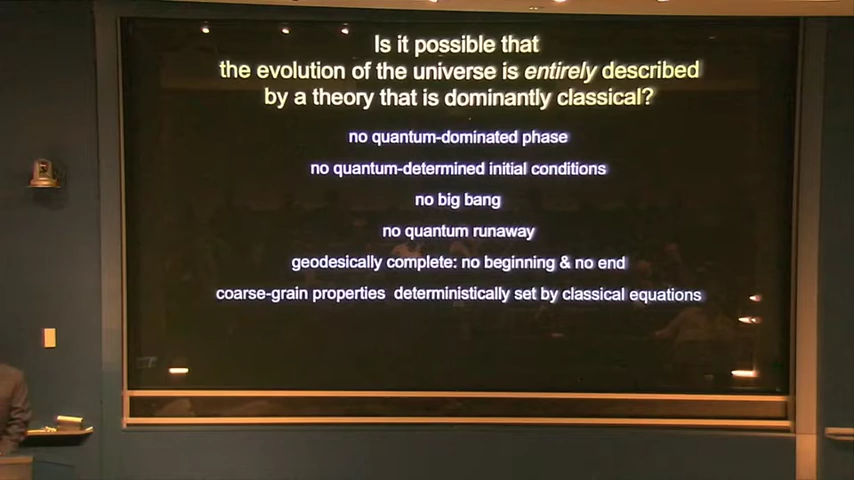 Is it possible that
the evolution of the universe is entirely described
by a theory that is dominantly classical?
no quantum-dominated phase
no quantum-determined initial conditions
no big bang
no quantum runaway
geodesically complete: no beginning & no end
coarse-grain properties deterministically set by classical equations